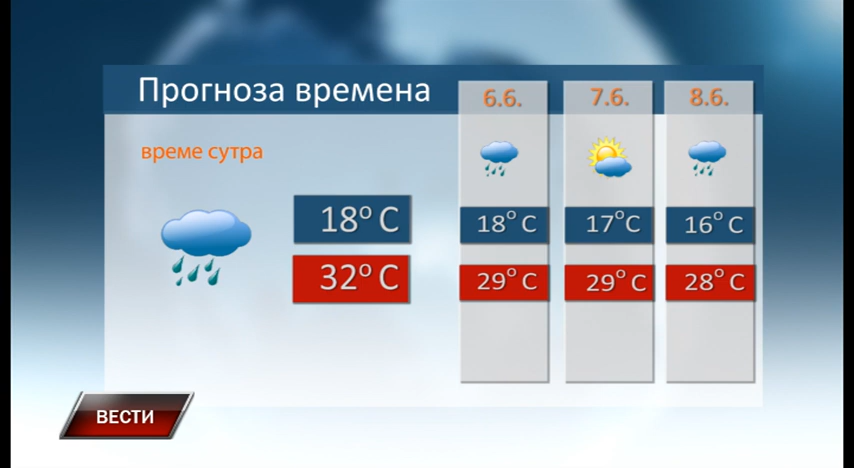 Прогноза времена
време сутра
18° C
32° C
6.6.
18° C
29° C
7.6.
17°C
29° C
8.6.
16° C
28° C
ВЕСТИ